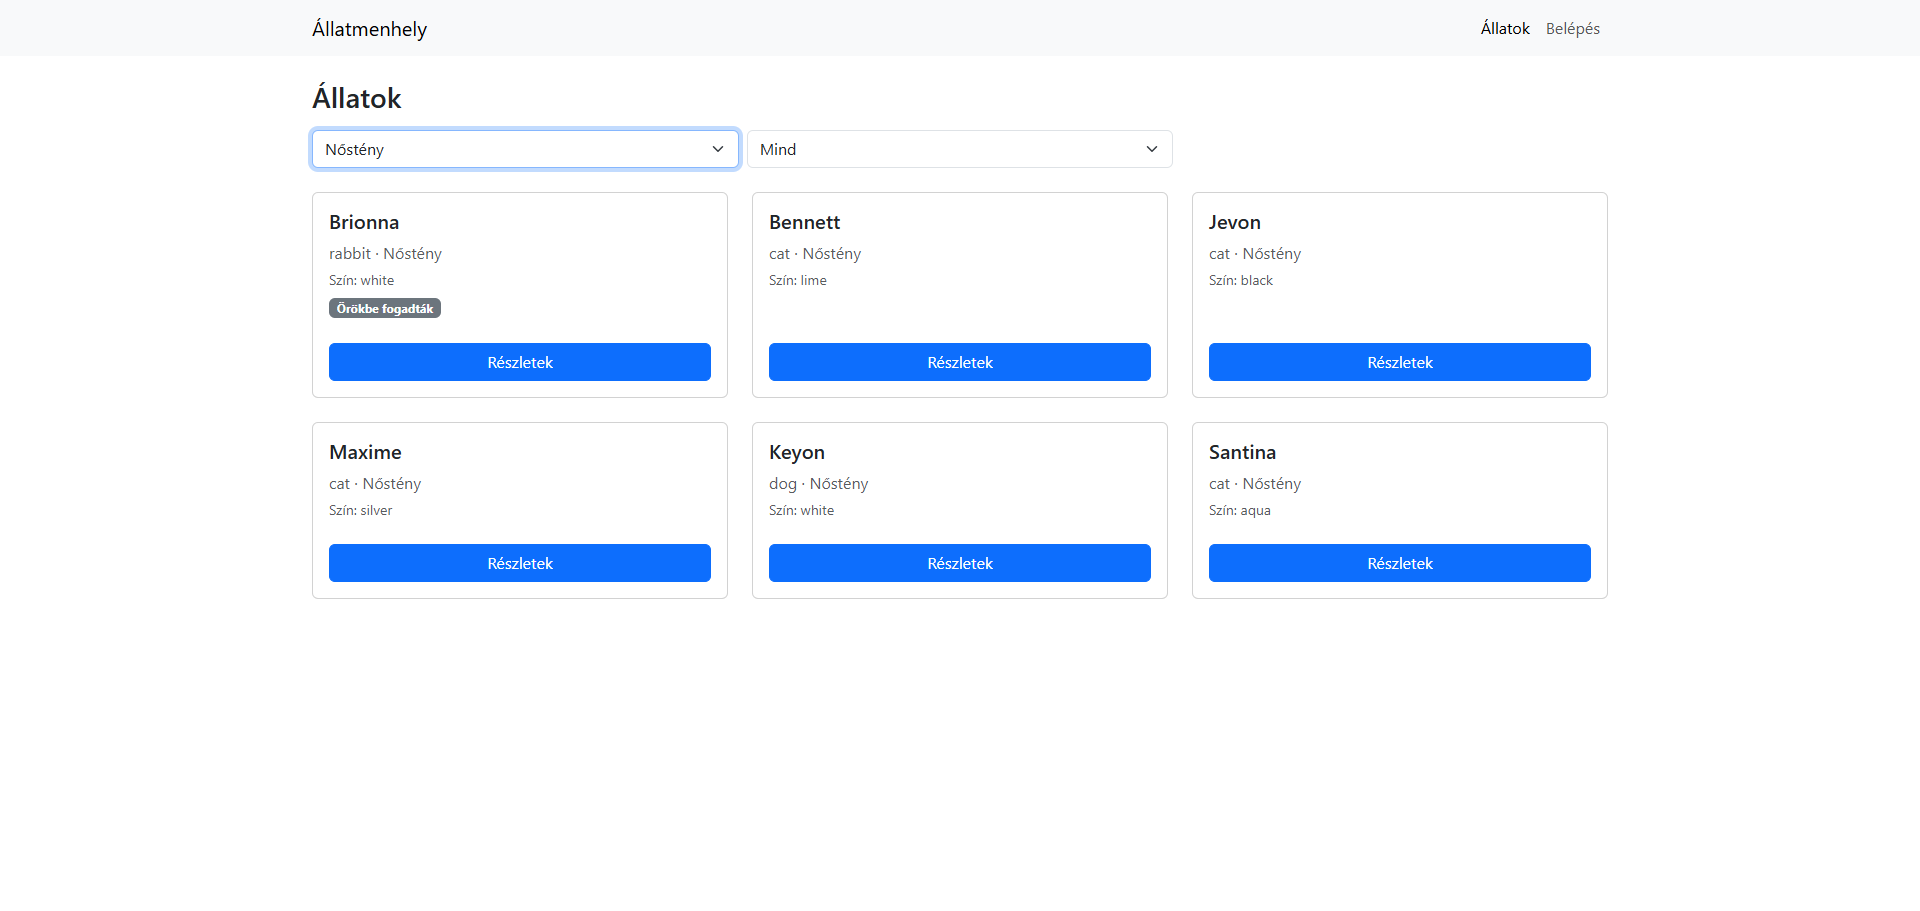 Állatmenhely
Állatok Belépés
Állatok
Nőstény Mind
Brionna
rabbit · Nőstény
Szín: white
Örökbe fogadták
Részletek
Bennett
cat · Nőstény
Szín: lime
Részletek
Jevon
cat · Nőstény
Szín: black
Részletek
Maxime
cat · Nőstény
Szín: silver
Részletek
Keyon
dog · Nőstény
Szín: white
Részletek
Santina
cat · Nőstény
Szín: aqua
Részletek